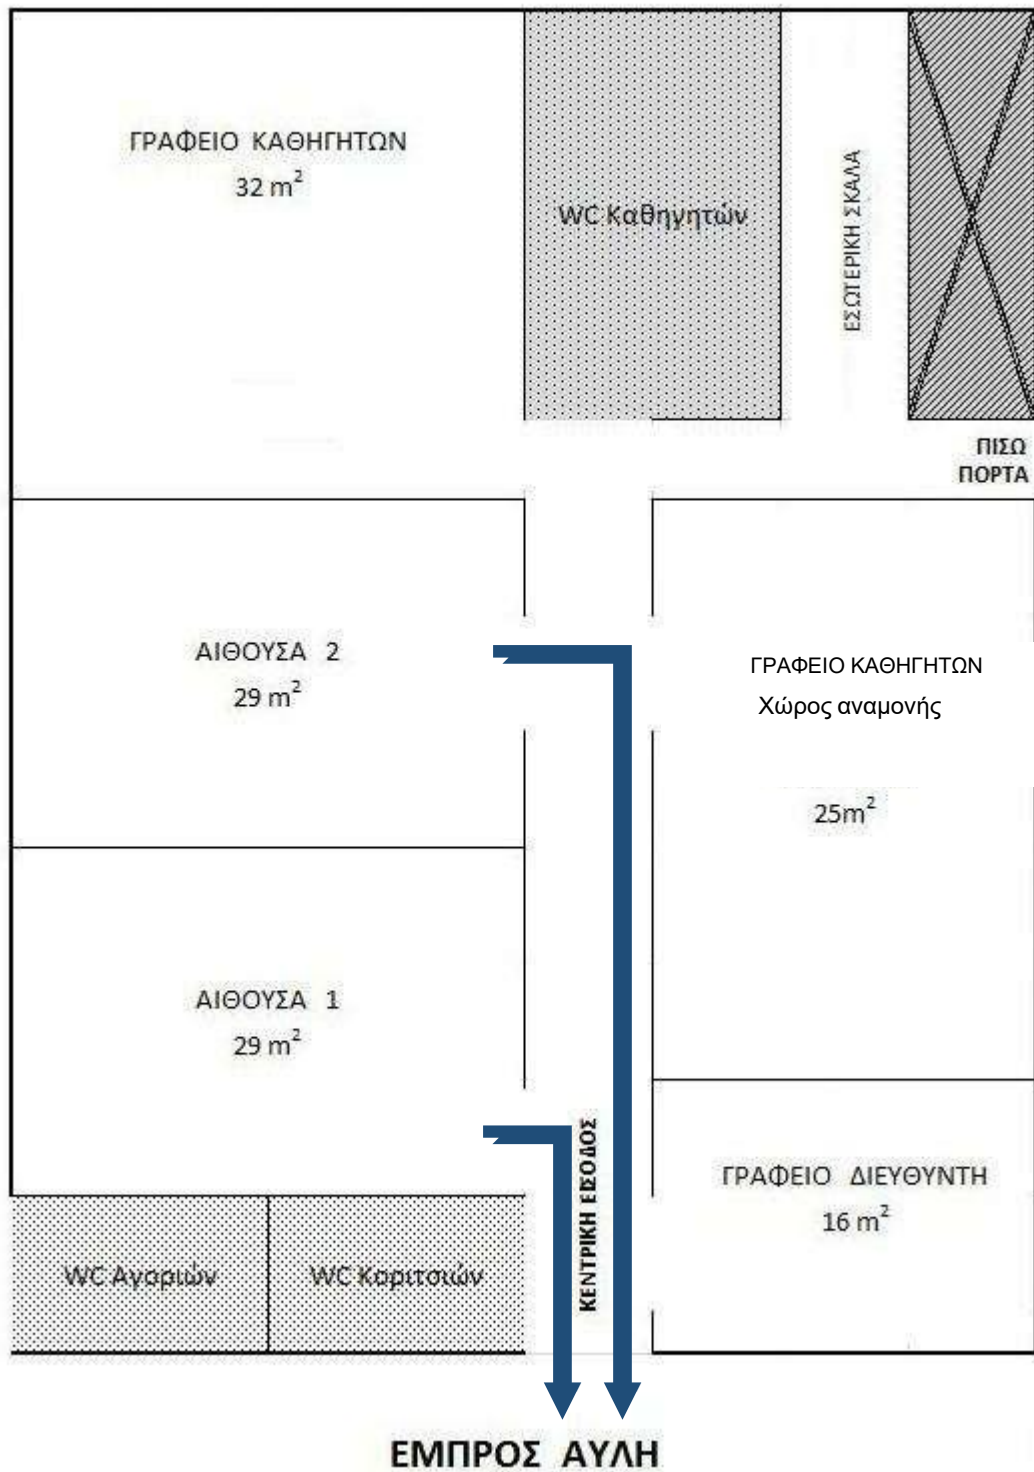 ΓΡΑΦΕΙΟ ΚΑΘΗΓΗΤΩΝ
32 m²
WC Καθηγητών
ΕΣΩΤΕΡΙΚΗ ΣΚΑΛΑ
ΠΙΣΩ
ΠΟΡΤΑ
ΑΙΘΟΥΣΑ 2
29 m²
ΓΡΑΦΕΙΟ ΚΑΘΗΓΗΤΩΝ
Χώρος αναμονής
25m²
ΑΙΘΟΥΣΑ 1
29 m²
ΚΕΝΤΡΙΚΗ ΕΙΣΟΔΟΣ
ΓΡΑΦΕΙΟ ΔΙΕΥΘΥΝΤΗ
16 m²
WC Αγοριών
WC Κοριτσιών
ΕΜΠΡΟΣ ΑΥΛΗ